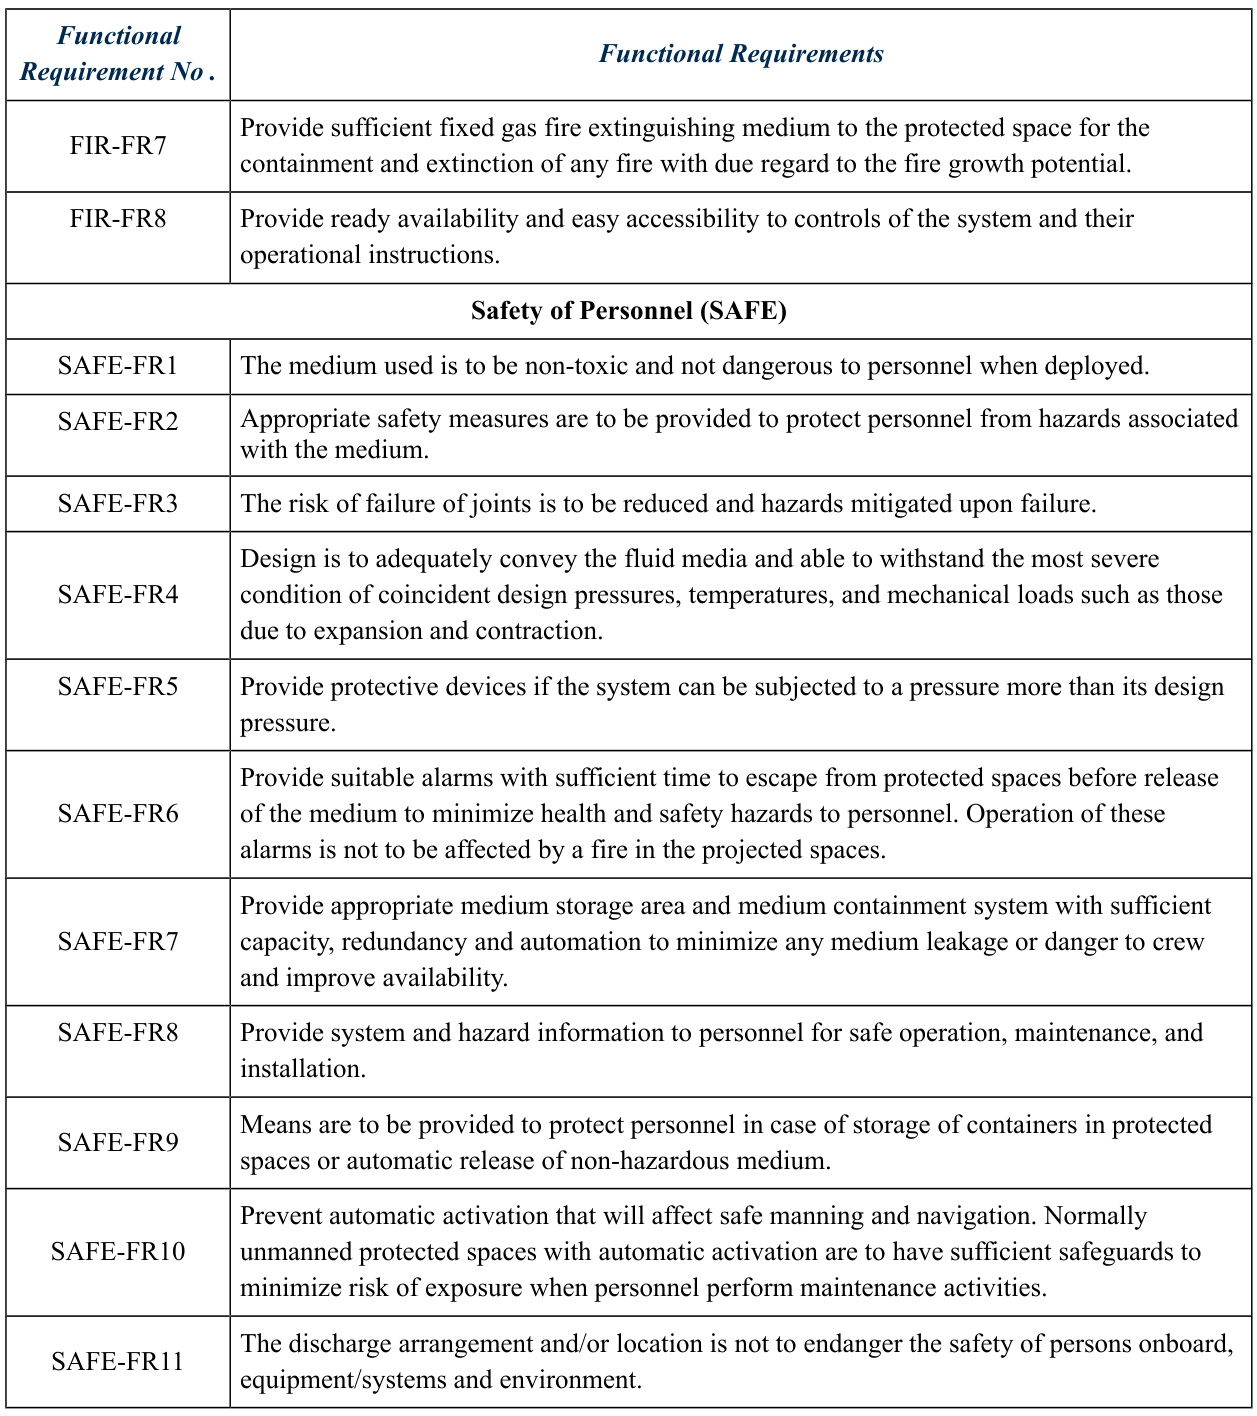 Functional
Requirement No .
Functional Requirements
FIR-FR7
Provide sufficient fixed gas fire extinguishing medium to the protected space for the
containment and extinction of any fire with due regard to the fire growth potential.
FIR-FR8
Provide ready availability and easy accessibility to controls of the system and their
operational instructions.
Safety of Personnel (SAFE)
SAFE-FR1
The medium used is to be non-toxic and not dangerous to personnel when deployed.
SAFE-FR2
Appropriate safety measures are to be provided to protect personnel from hazards associated
with the medium.
SAFE-FR3
The risk of failure of joints is to be reduced and hazards mitigated upon failure.
SAFE-FR4
Design is to adequately convey the fluid media and able to withstand the most severe
condition of coincident design pressures, temperatures, and mechanical loads such as those
due to expansion and contraction.
SAFE-FR5
Provide protective devices if the system can be subjected to a pressure more than its design
pressure.
SAFE-FR6
Provide suitable alarms with sufficient time to escape from protected spaces before release
of the medium to minimize health and safety hazards to personnel. Operation of these
alarms is not to be affected by a fire in the projected spaces.
SAFE-FR7
Provide appropriate medium storage area and medium containment system with sufficient
capacity, redundancy and automation to minimize any medium leakage or danger to crew
and improve availability.
SAFE-FR8
Provide system and hazard information to personnel for safe operation, maintenance, and
installation.
SAFE-FR9
Means are to be provided to protect personnel in case of storage of containers in protected
spaces or automatic release of non-hazardous medium.
SAFE-FR10
Prevent automatic activation that will affect safe manning and navigation. Normally
unmanned protected spaces with automatic activation are to have sufficient safeguards to
minimize risk of exposure when personnel perform maintenance activities.
SAFE-FR11
The discharge arrangement and/or location is not to endanger the safety of persons onboard,
equipment/systems and environment.